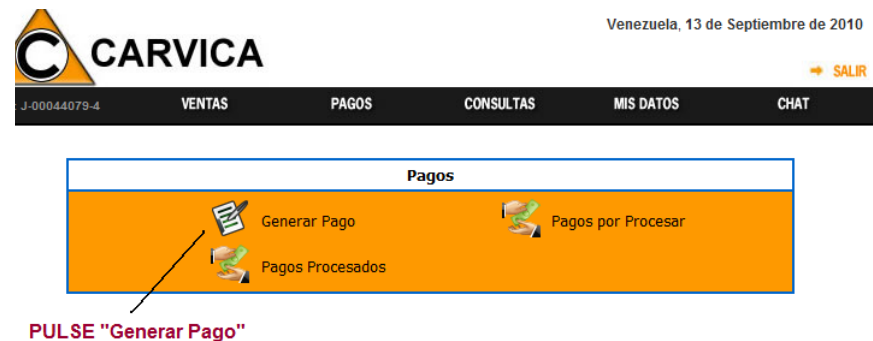 Venezuela, 13 de Septiembre de 2010
C CARVICA
SALIR
: J-00044079-4 VENTAS PAGOS CONSULTAS MIS DATOS CHAT
Pagos
Generar Pago Pagos por Procesar
Pagos Procesados
PULSE "Generar Pago"